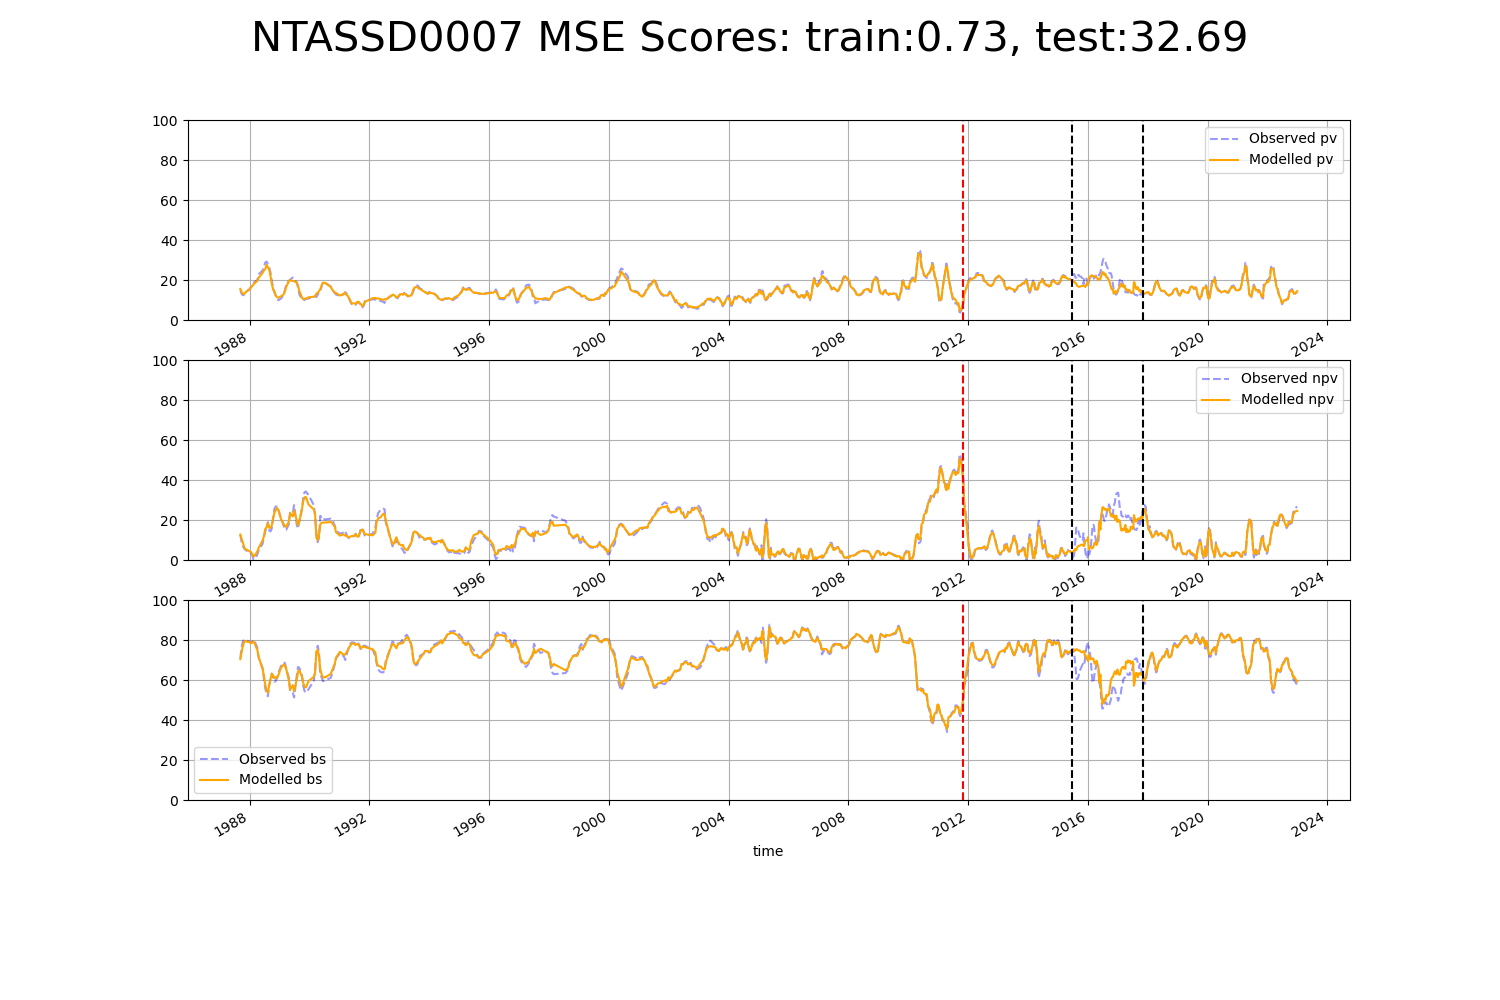 NTASSD0007 MSE Scores: train:0.73, test:32.69
100
80
60
40
20
0
Observed pv
Modelled pv
1988 1992 1996 2000 2004 2008 2012 2016 2020 2024
100
80
60
40
20
0
Observed npv
Modelled npv
1988 1992 1996 2000 2004 2008 2012 2016 2020 2024
100
80
60
40
20
0
Observed bs
Modelled bs
1988 1992 1996 2000 2004 2008 2012 2016 2020 2024
time